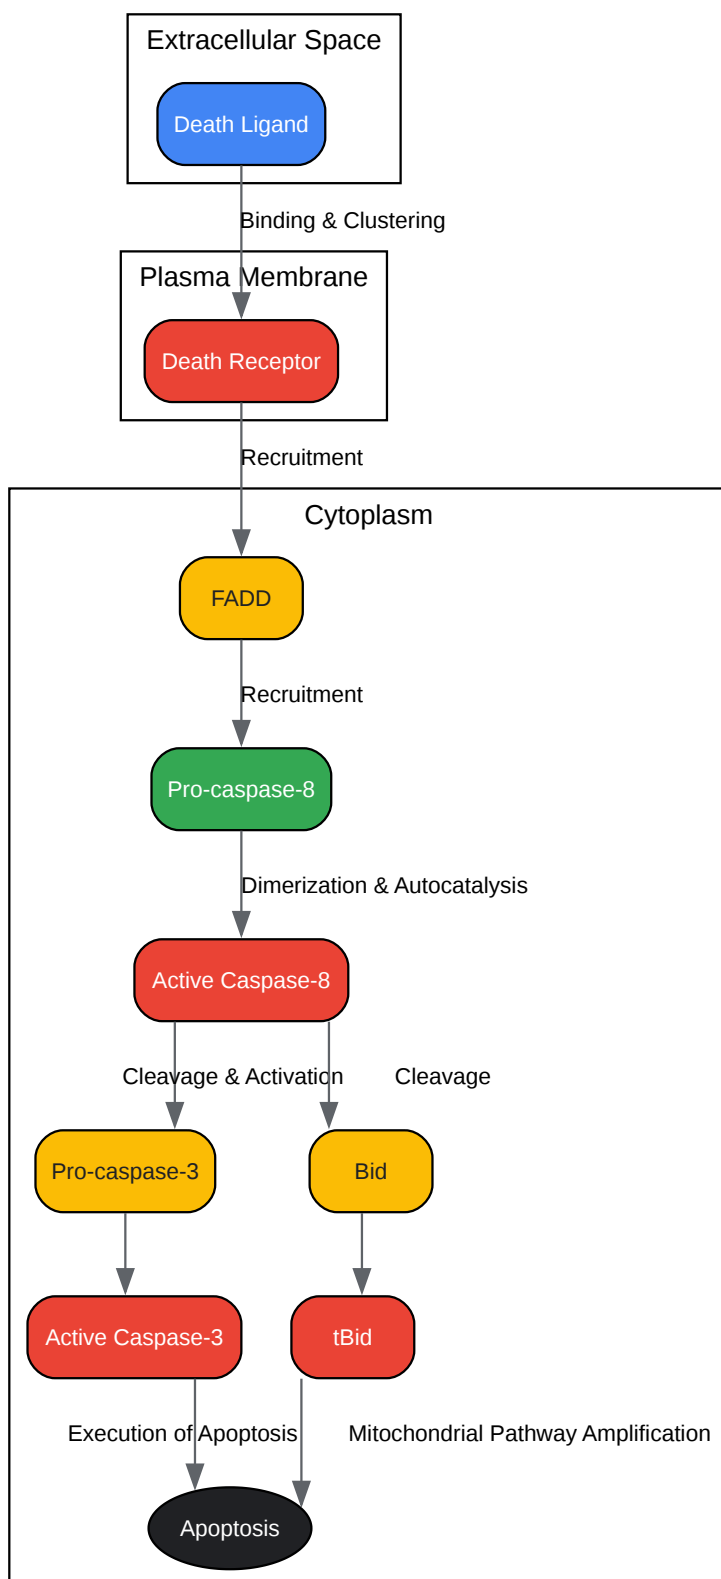 Extracellular Space
Death Ligand
Binding & Clustering
Plasma Membrane
Death Receptor
Recruitment
Cytoplasm
FADD
Recruitment
Pro-caspase-8
Dimerization & Autocatalysis
Active Caspase-8
Cleavage & Activation
Cleavage
Pro-caspase-3
Bid
Active Caspase-3
tBid
Execution of Apoptosis
Mitochondrial Pathway Amplification
Apoptosis